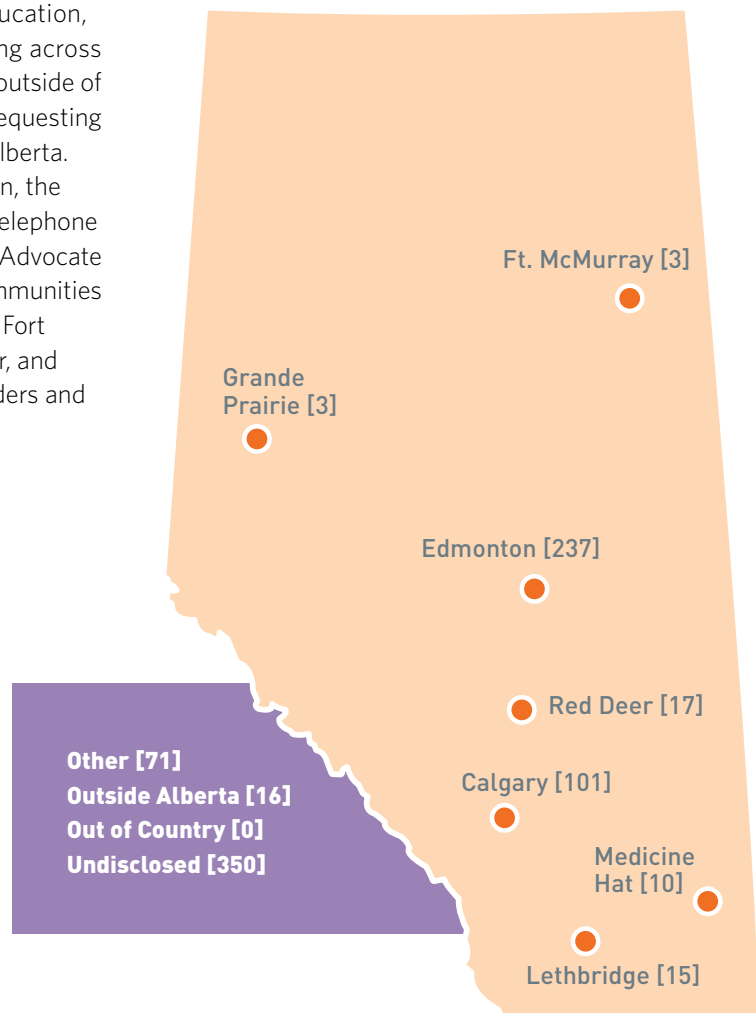 ucation,
ng across
outside of
equesting
lberta.
n, the
elephone
Advocate
mmunities
Fort
r, and
ders and
Ft. McMurray [3]
Grande
Prairie [3]
Edmonton [237]
Red Deer [17]
Calgary [101]
Medicine
Hat [10]
Lethbridge [15]
Other [71]
Outside Alberta [16]
Out of Country [0]
Undisclosed [350]